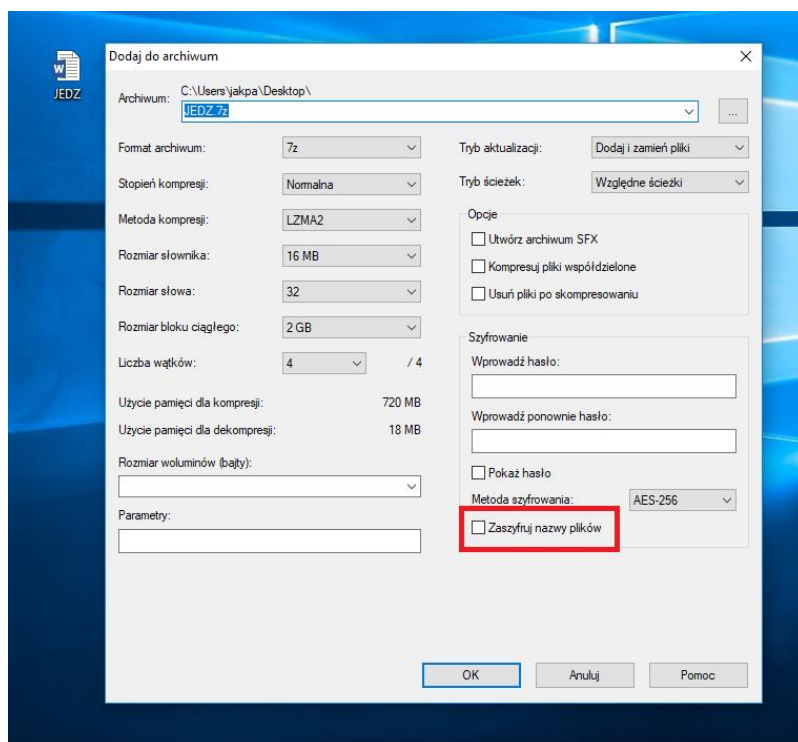 JEDZ
Dodaj do archiwum
Archiwum:
C:\Users\jakpa\Desktop\
JEDZ.7z
...
Format archiwum: 7z
Stopień kompresji: Normalna
Metoda kompresji: LZMA2
Rozmiar słownika: 16 MB
Rozmiar słowa: 32
Rozmiar bloku ciągłego: 2 GB
Liczba wątków: 4 / 4
Użycie pamięci dla kompresji: 720 MB
Użycie pamięci dla dekompresji: 18 MB
Rozmiar woluminów (bajty):
Parametry:
Tryb aktualizacji: Dodaj i zamień pliki
Tryb ścieżek: Względne ścieżki
Opcje
Utwórz archiwum SFX
Kompresuj pliki współdzielone
Usuń pliki po skompresowaniu
Szyfrowanie
Wprowadź hasło:
Wprowadź ponownie hasło:
Pokaż hasło
Metoda szyfrowania: AES-256
Zaszyfruj nazwy plików
OK Anuluj Pomoc